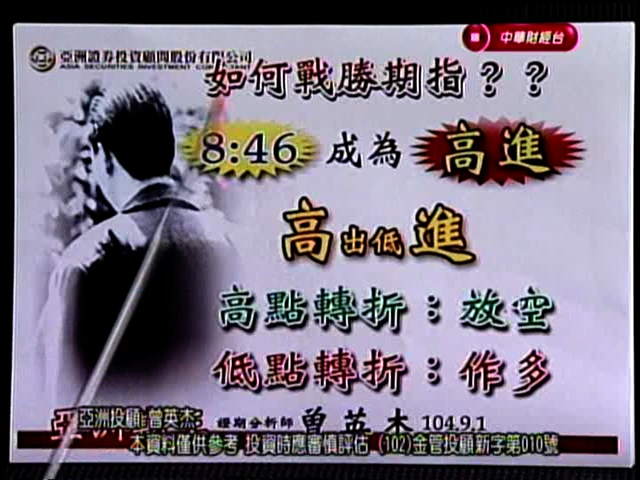 中華財經台
亞洲證券投資顧問股份有限公司
ASIA SECURITIES INVESTMENT CONSULTANT
如何戰勝期指？？
8:46 成為 高進
高出低進
高點轉折：放空
低點轉折：作多
亞洲投顧 曾英杰
證期分析師 曾英杰 104.9.1
本資料僅供參考 投資時應審慎評估 (102)金管投顧新字第010號